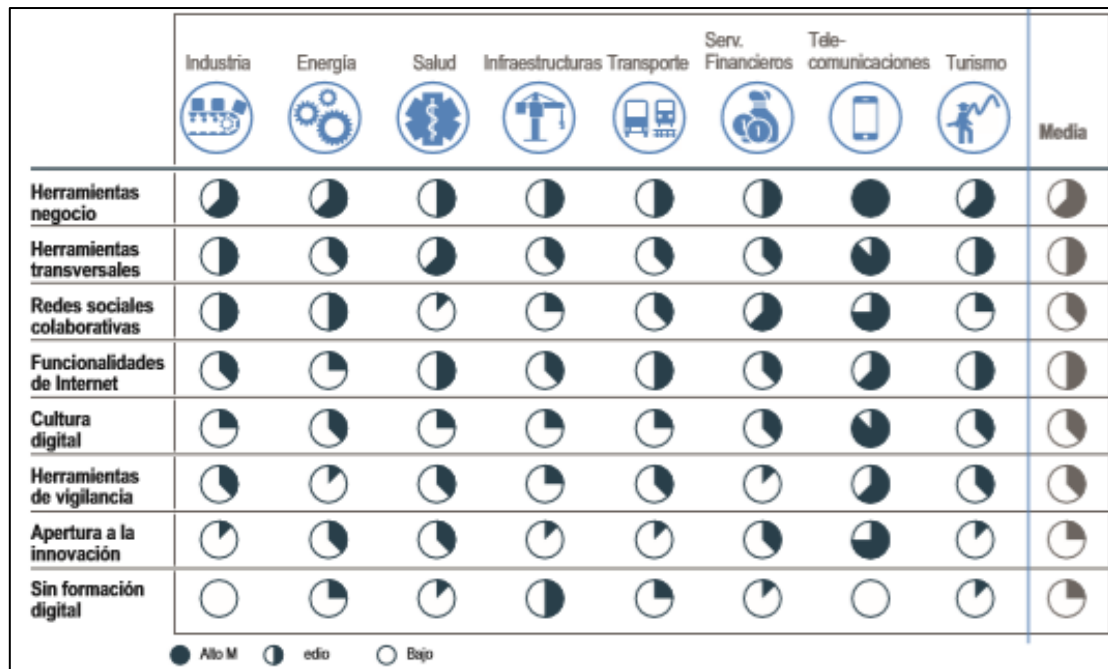 Serv. Tele-
Industria Energía Salud Infraestructuras Transporte Financieros comunicaciones Turismo
Media
Herramientas
negocio
Herramientas
transversales
Redes sociales
colaborativas
Funcionalidades
de Internet
Cultura
digital
Herramientas
de vigilancia
Apertura a la
innovación
Sin formación
digital
Alto M edio Bajo